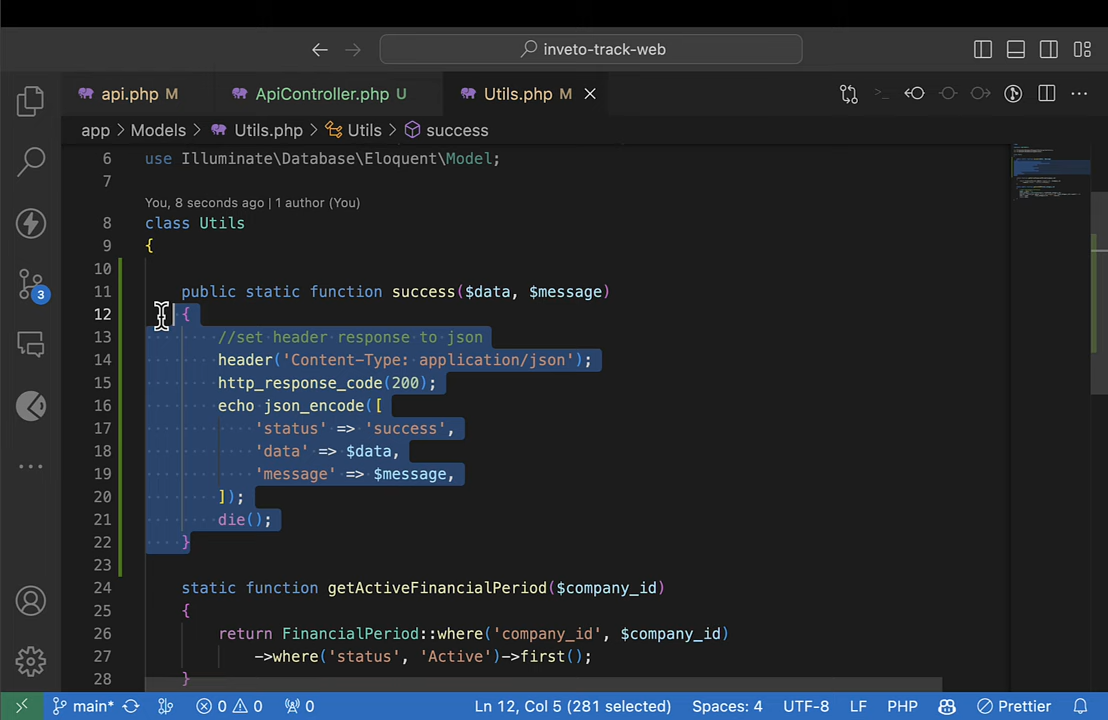 inveto-track-web
api.php M ApiController.php U Utils.php M
app > Models > Utils.php > Utils > success
6 use Illuminate\Database\Eloquent\Model;
7
You, 8 seconds ago | 1 author (You)
8 class Utils
9 {
10
11 public static function success($data, $message)
12 {
13 //set header response to json
14 header('Content-Type: application/json');
15 http_response_code(200);
16 echo json_encode([
17 'status' => 'success',
18 'data' => $data,
19 'message' => $message,
20 ]);
21 die();
22 }
23
24 static function getActiveFinancialPeriod($company_id)
25 {
26 return FinancialPeriod::where('company_id', $company_id)
27 ->where('status', 'Active')->first();
28 }
3
main* 0 0 0 Ln 12, Col 5 (281 selected) Spaces: 4 UTF-8 LF PHP Prettier